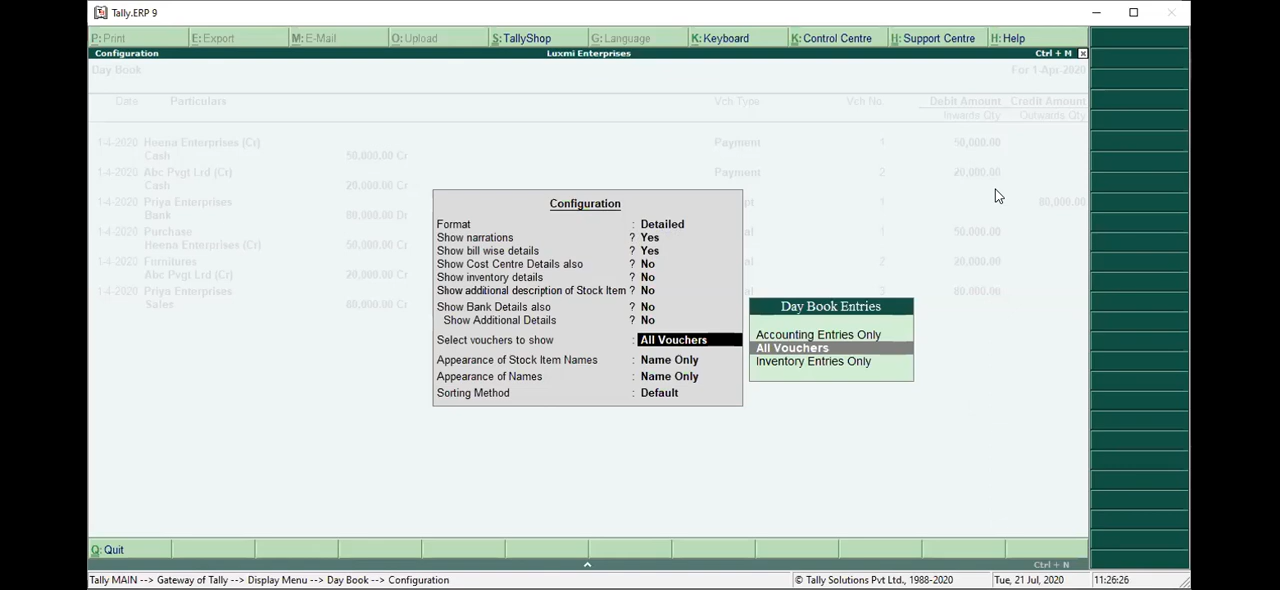 Tally.ERP 9
P: Print E: Export M: E-Mail O: Upload S: TallyShop G: Language K: Keyboard K: Control Centre H: Support Centre H: Help
Configuration Luxmi Enterprises Ctrl + N
Day Book For 1-Apr-2020
Date Particulars Vch Type Vch No. Debit Amount Credit Amount
Inwards Qty Outwards Qty
1-4-2020 Heena Enterprises (Cr) Payment 1 50,000.00
Cash 50,000.00 Cr
1-4-2020 Abc Pvgt Lrd (Cr) Payment 2 20,000.00
Cash 20,000.00 Cr
1-4-2020 Priya Enterprises pt 1 80,000.00
Bank 80,000.00 Dr
1-4-2020 Purchase al 1 50,000.00
Heena Enterprises (Cr) 50,000.00 Cr
1-4-2020 Furnitures al 2 20,000.00
Abc Pvgt Lrd (Cr) 20,000.00 Cr
1-4-2020 Priya Enterprises al 3 80,000.00
Sales 80,000.00 Cr
Configuration
Format : Detailed
Show narrations ? Yes
Show bill wise details ? Yes
Show Cost Centre Details also ? No
Show inventory details ? No
Show additional description of Stock Item ? No
Show Bank Details also ? No
Show Additional Details ? No
Select vouchers to show : All Vouchers
Appearance of Stock Item Names : Name Only
Appearance of Names : Name Only
Sorting Method : Default
Day Book Entries
Accounting Entries Only
All Vouchers
Inventory Entries Only
Q: Quit
Ctrl + N
Tally MAIN --> Gateway of Tally --> Display Menu --> Day Book --> Configuration © Tally Solutions Pvt Ltd., 1988-2020 Tue, 21 Jul, 2020 11:26:26